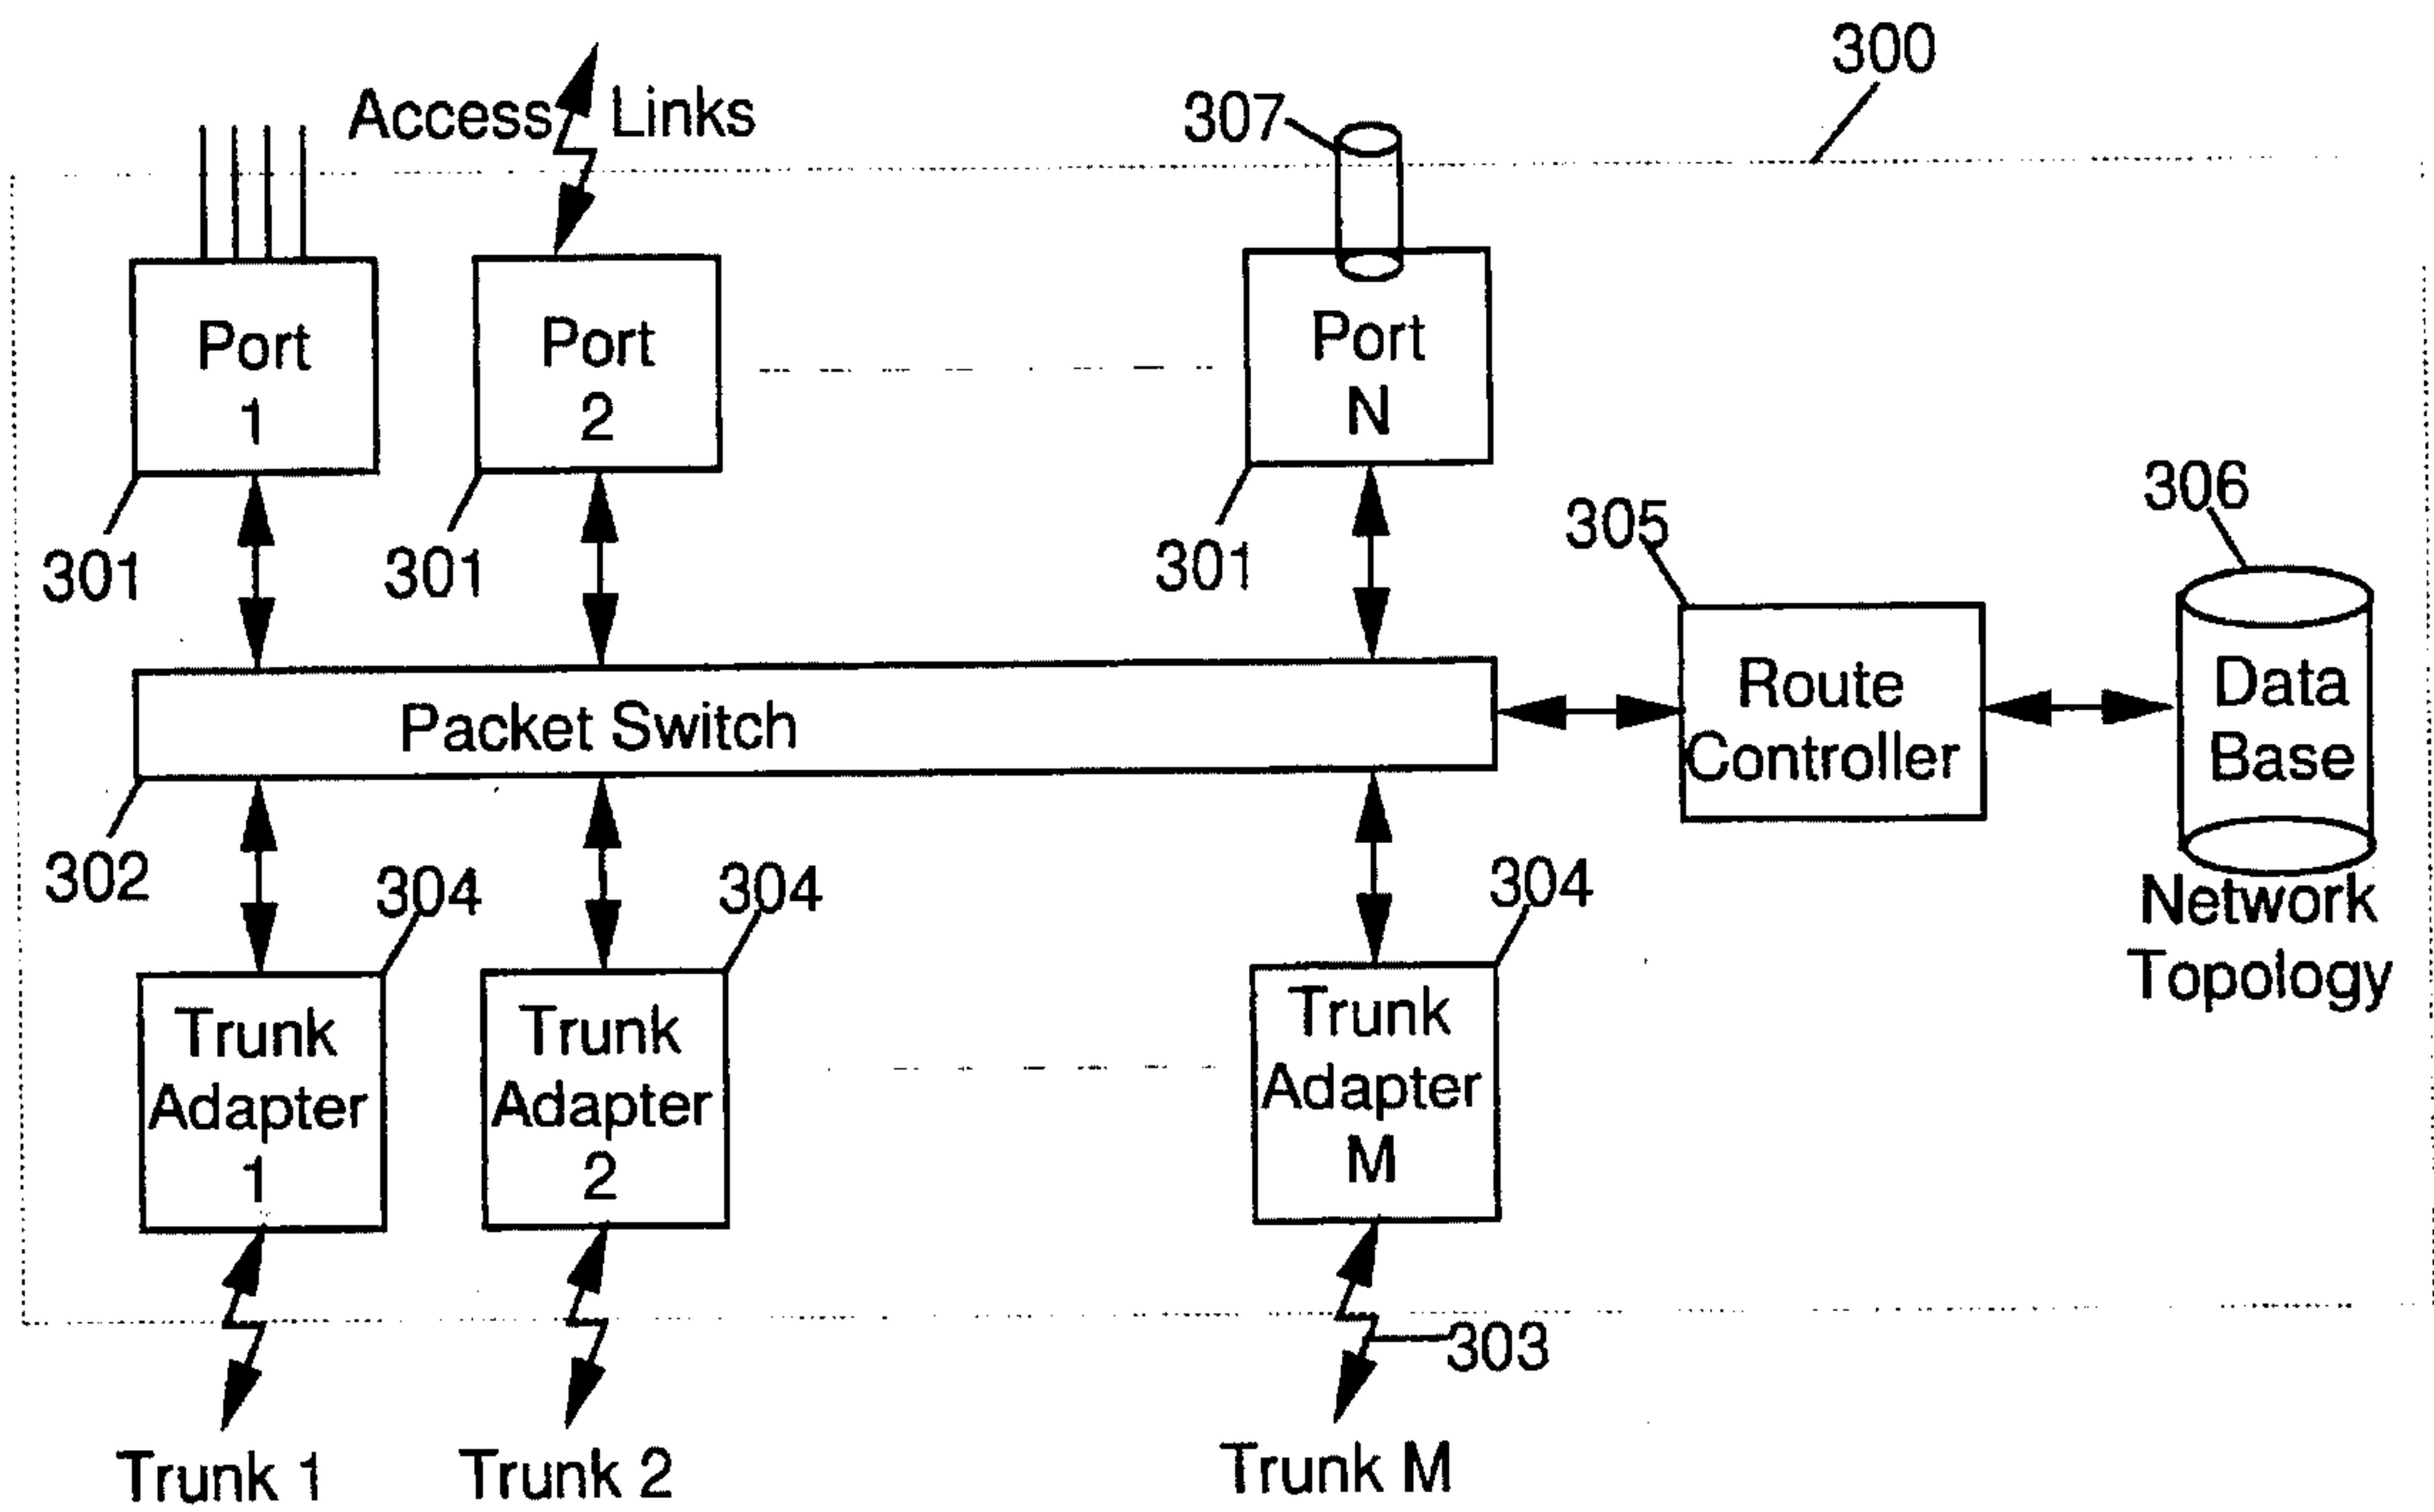 300
Access Links
307
Port
1
Port
2
Port
N
301
301
301
305
306
Packet Switch
Route
Controller
Data
Base
302
304
304
304
Network
Topology
Trunk
Adapter
1
Trunk
Adapter
2
Trunk
Adapter
M
303
Trunk 1
Trunk 2
Trunk M